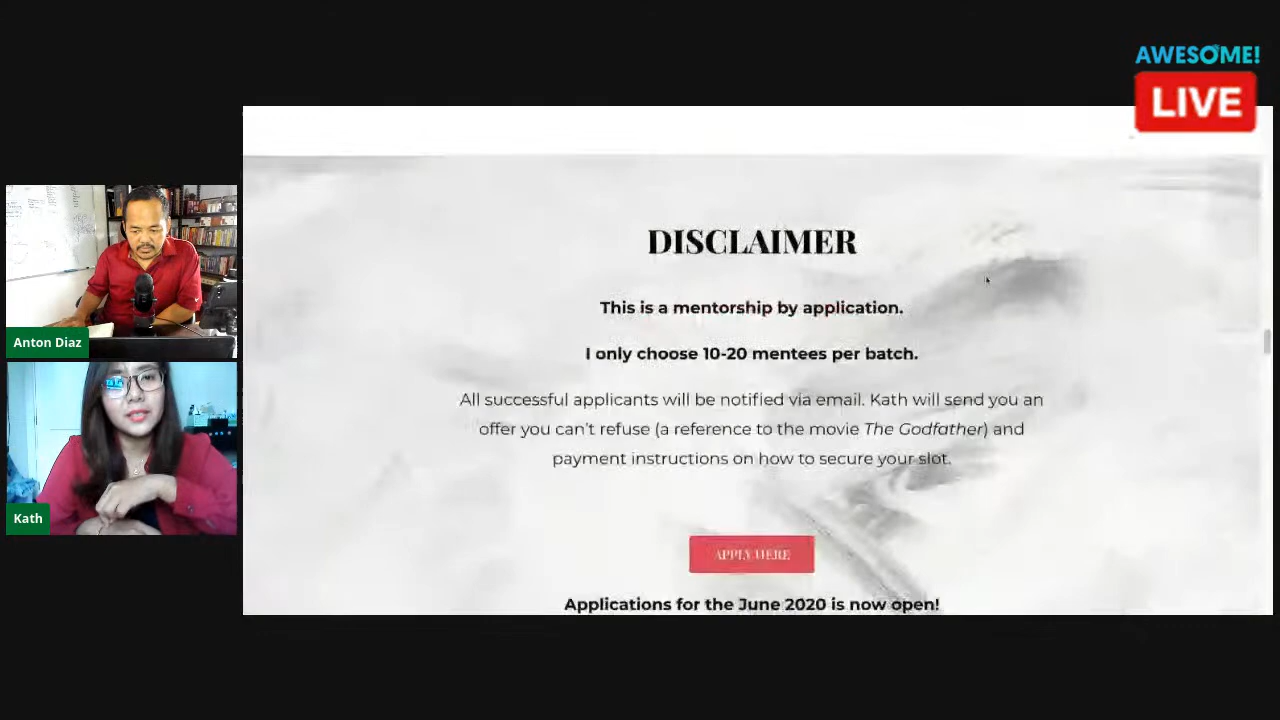 AWESOME!
LIVE
DISCLAIMER
This is a mentorship by application.
I only choose 10-20 mentees per batch.
All successful applicants will be notified via email. Kath will send you an
offer you can't refuse (a reference to the movie The Godfather) and
payment instructions on how to secure your slot.
APPLY HERE
Applications for the June 2020 is now open!
Anton Diaz
Kath